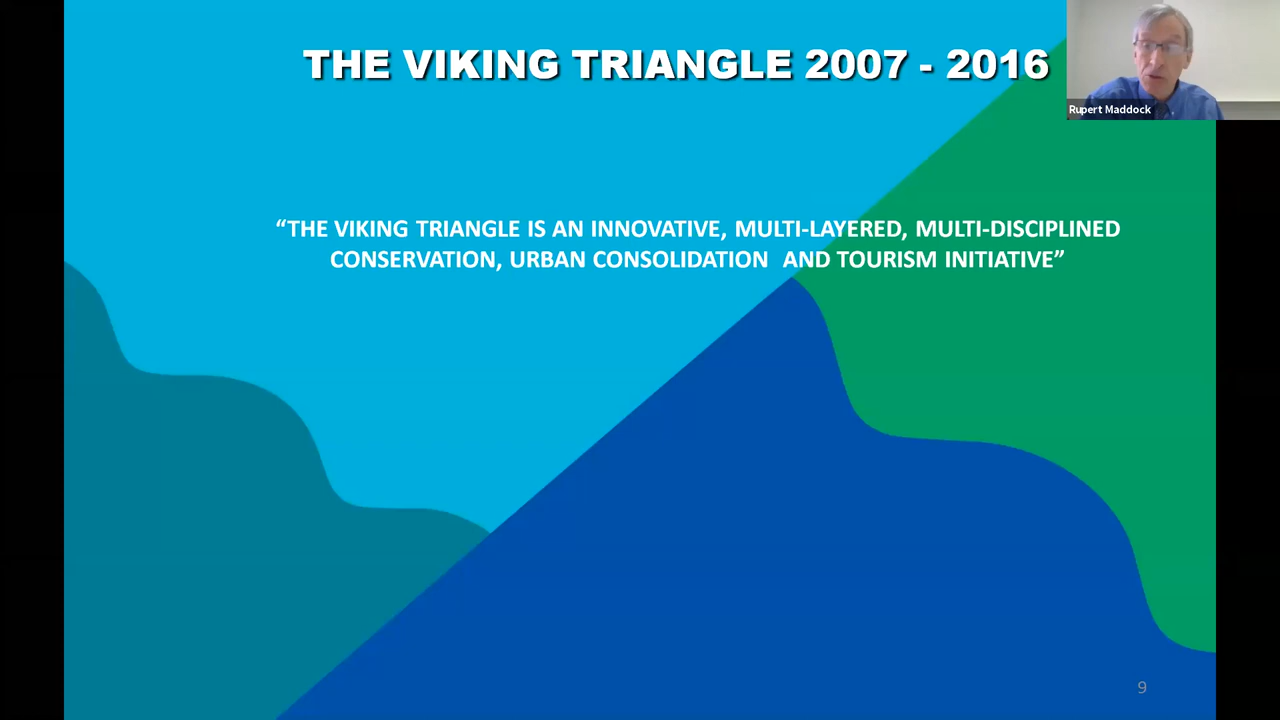 THE VIKING TRIANGLE 2007 - 2016
Rupert Maddock
“THE VIKING TRIANGLE IS AN INNOVATIVE, MULTI-LAYERED, MULTI-DISCIPLINED
CONSERVATION, URBAN CONSOLIDATION AND TOURISM INITIATIVE”
9